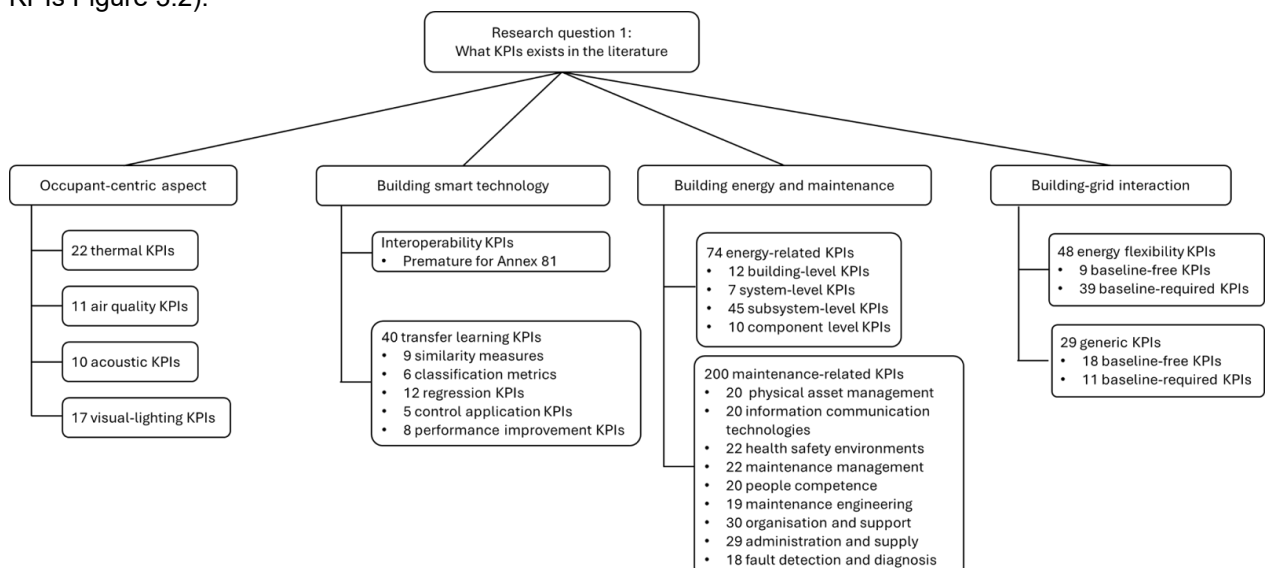 KPIs Figure 3.2).
Research question 1:
What KPIs exists in the literature
Occupant-centric aspect
22 thermal KPIs
11 air quality KPIs
10 acoustic KPIs
17 visual-lighting KPIs
Building smart technology
Interoperability KPIs
• Premature for Annex 81
40 transfer learning KPIs
• 9 similarity measures
• 6 classification metrics
• 12 regression KPIs
• 5 control application KPIs
• 8 performance improvement KPIs
Building energy and maintenance
74 energy-related KPIs
• 12 building-level KPIs
• 7 system-level KPIs
• 45 subsystem-level KPIs
• 10 component level KPIs
200 maintenance-related KPIs
• 20 physical asset management
• 20 information communication
technologies
• 22 health safety environments
• 22 maintenance management
• 20 people competence
• 19 maintenance engineering
• 30 organisation and support
• 29 administration and supply
• 18 fault detection and diagnosis
Building-grid interaction
48 energy flexibility KPIs
• 9 baseline-free KPIs
• 39 baseline-required KPIs
29 generic KPIs
• 18 baseline-free KPIs
• 11 baseline-required KPIs